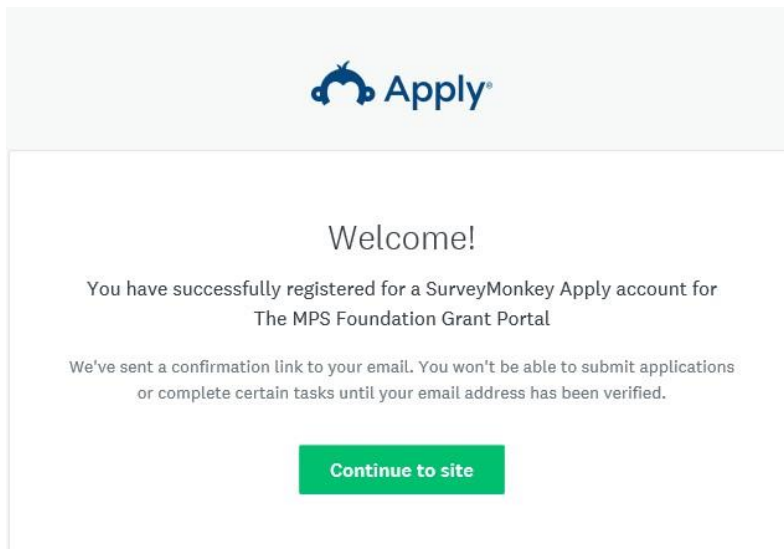 Apply®
Welcome!
You have successfully registered for a SurveyMonkey Apply account for
The MPS Foundation Grant Portal
We've sent a confirmation link to your email. You won't be able to submit applications
or complete certain tasks until your email address has been verified.
Continue to site